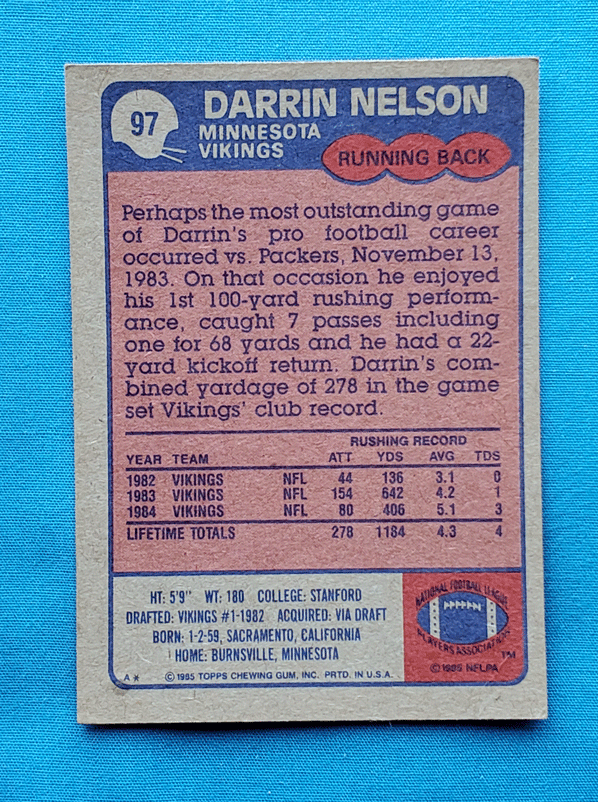 97
DARRIN NELSON
MINNESOTA
VIKINGS
RUNNING BACK
Perhaps the most outstanding game
of Darrin's pro football career
occurred vs. Packers, November 13,
1983. On that occasion he enjoyed
his 1st 100-yard rushing perform-
ance, caught 7 passes including
one for 68 yards and he had a 22-
yard kickoff return. Darrin's com-
bined yardage of 278 in the game
set Vikings' club record.
RUSHING RECORD
YEAR TEAM ATT YDS AVG TDS
1982 VIKINGS NFL 44 136 3.1 0
1983 VIKINGS NFL 154 642 4.2 1
1984 VIKINGS NFL 80 406 5.1 3
LIFETIME TOTALS 278 1184 4.3 4
HT: 5'9" WT: 180 COLLEGE: STANFORD
DRAFTED: VIKINGS #1-1982 ACQUIRED: VIA DRAFT
BORN: 1-2-59, SACRAMENTO, CALIFORNIA
HOME: BURNSVILLE, MINNESOTA
A* © 1985 TOPPS CHEWING GUM, INC. PRTD. IN U.S.A.
NATIONAL FOOTBALL LEAGUE
PLAYERS ASSOCIATION
TM
© 1985 NFLPA